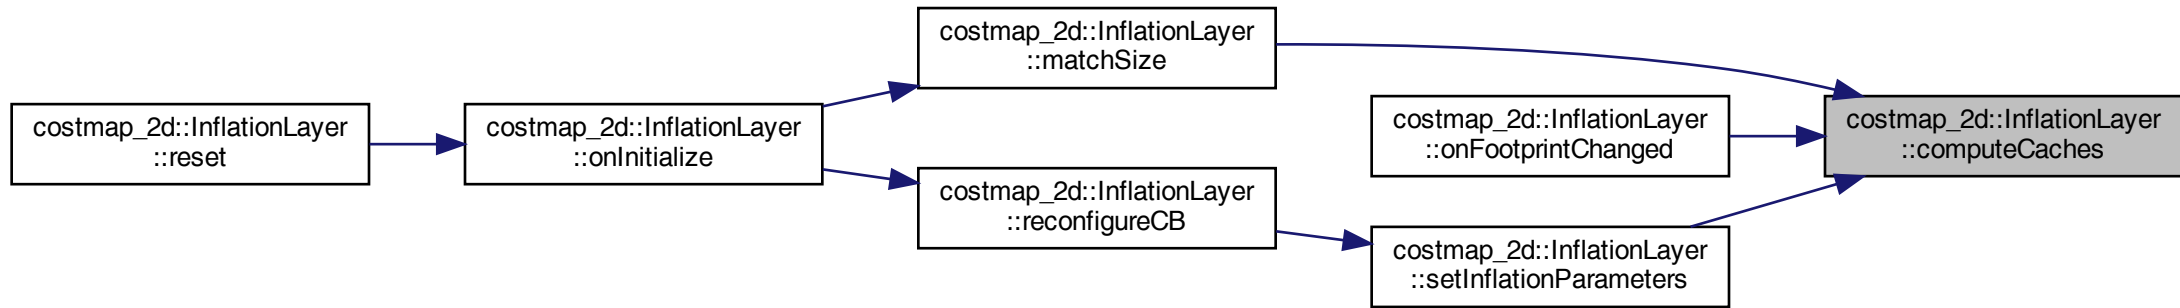 costmap_2d::InflationLayer
::reset
costmap_2d::InflationLayer
::onInitialize
costmap_2d::InflationLayer
::matchSize
costmap_2d::InflationLayer
::reconfigureCB
costmap_2d::InflationLayer
::onFootprintChanged
costmap_2d::InflationLayer
::setInflationParameters
costmap_2d::InflationLayer
::computeCaches